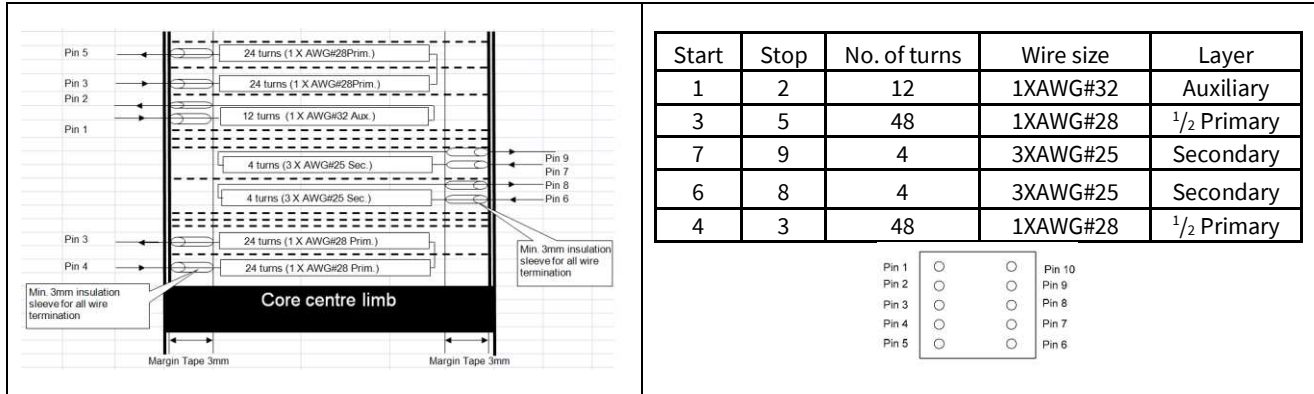 Pin 5
24 turns (1 X AWG#28Prim.)
Pin 3
24 turns (1 X AWG#28Prim.)
Pin 2
12 turns (1 X AWG#32 Aux.)
Pin 1
4 turns (3 X AWG#25 Sec.)
Pin 9
Pin 7
Pin 8
4 turns (3 X AWG#25 Sec.)
Pin 6
Pin 3
24 turns (1 X AWG#28 Prim.)
Pin 4
24 turns (1 X AWG#28 Prim.)
Min. 3mm insulation
sleeve for all wire
termination
Min. 3mm insulation
sleeve for all wire
termination
Core centre limb
Margin Tape 3mm
Margin Tape 3mm
Start Stop No. of turns Wire size Layer
1 2 12 1XAWG#32 Auxiliary
3 5 48 1XAWG#28 1/2 Primary
7 9 4 3XAWG#25 Secondary
6 8 4 3XAWG#25 Secondary
4 3 48 1XAWG#28 1/2 Primary
Pin 1 Pin 10
Pin 2 Pin 9
Pin 3 Pin 8
Pin 4 Pin 7
Pin 5 Pin 6